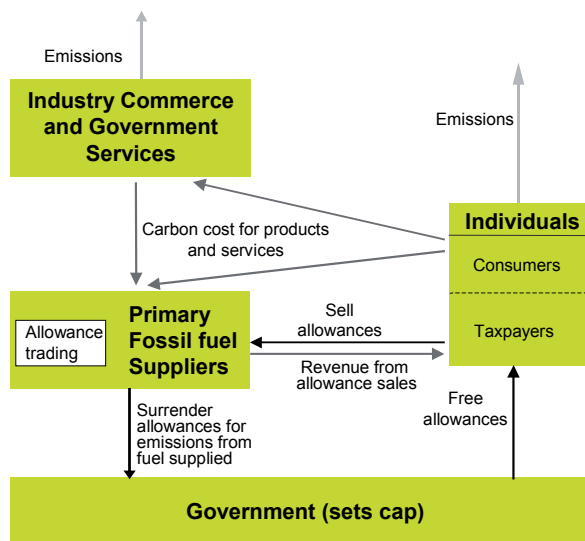 Emissions
Industry Commerce
and Government
Services
Emissions
Carbon cost for products
and services
Individuals
Consumers
Taxpayers
Allowance
trading
Primary
Fossil fuel
Suppliers
Sell
allowances
Revenue from
allowance sales
Surrender
allowances for
emissions from
fuel supplied
Free
allowances
Government (sets cap)